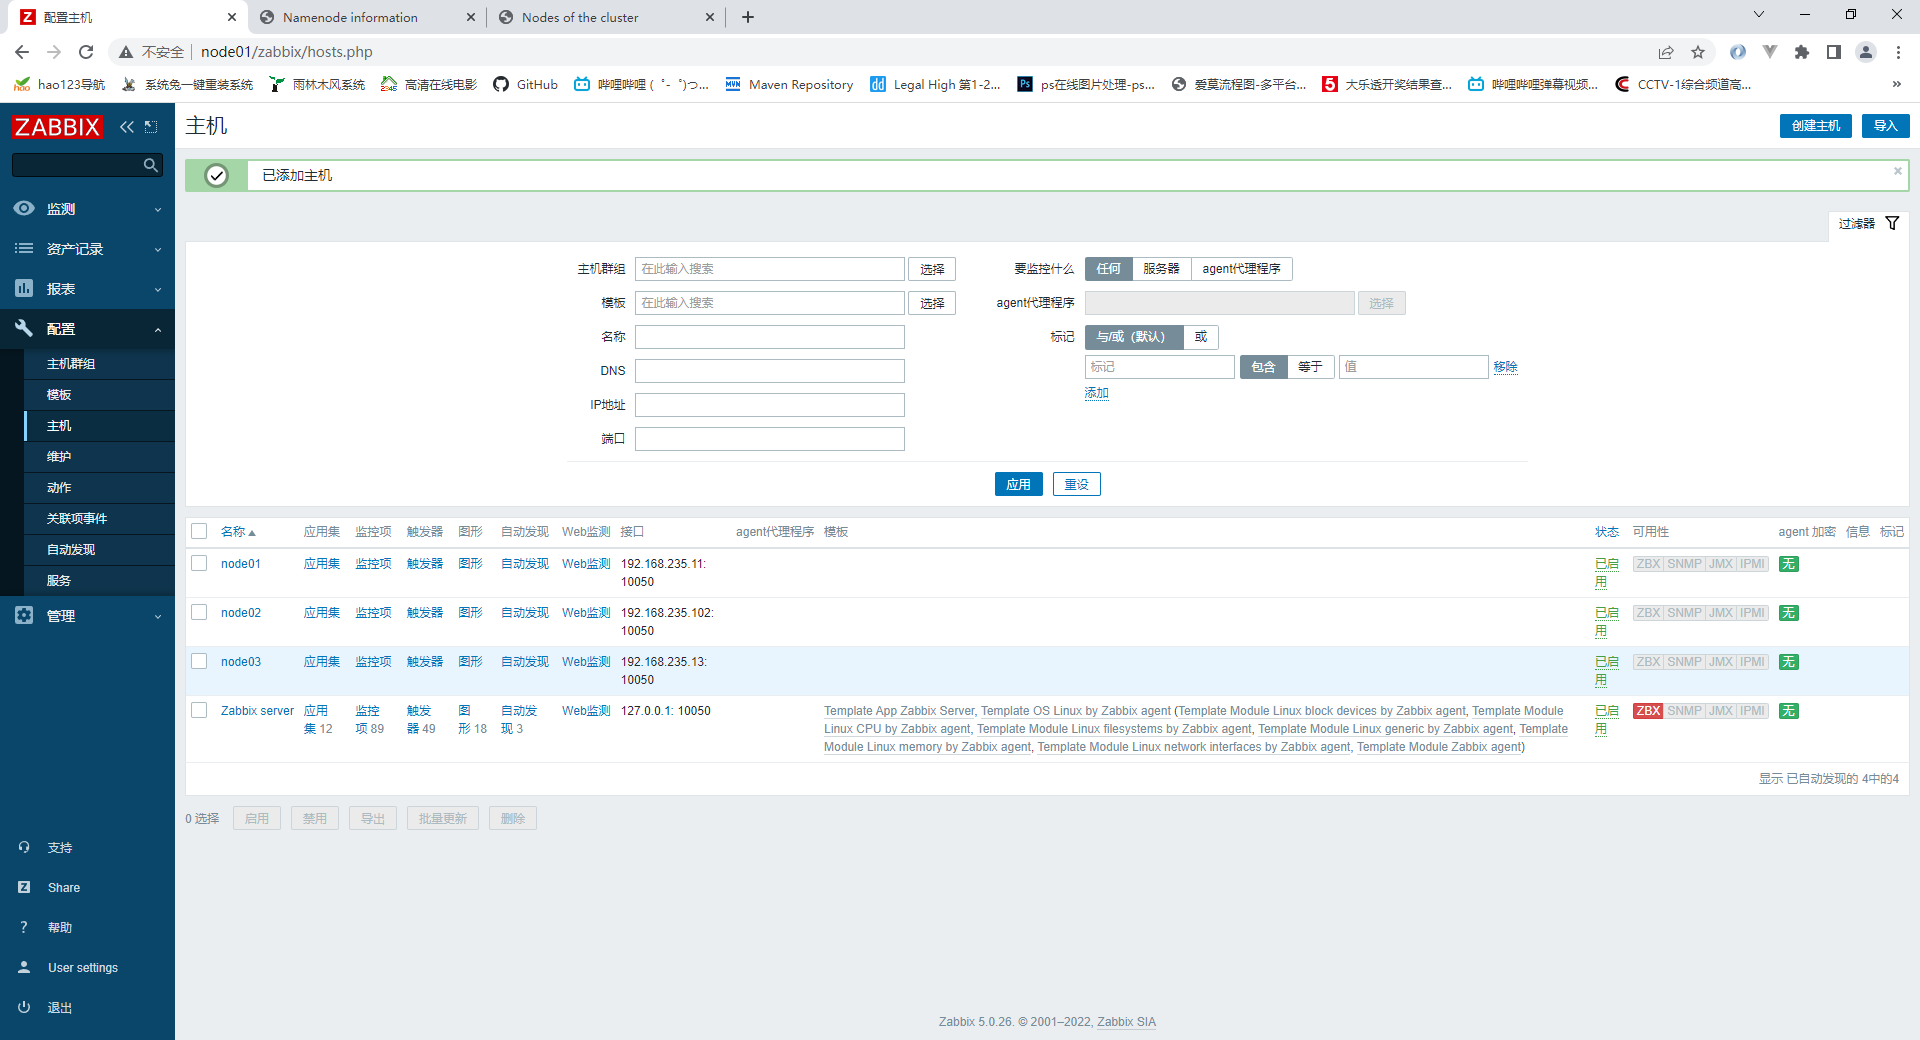 配置主机
Namenode information
Nodes of the cluster
不安全
node01/zabbix/hosts.php
hao123导航
系统兔一键重装系统
雨林木风系统
高清在线电影
GitHub
Maven Repository
Legal High 第1-2...
ps在线图片处理-ps...
爱莫流程图-多平台...
大乐透开奖结果查...
哔哩哔哩弹幕视频...
CCTV-1综合频道高...
ZABBIX
主机
创建主机
导入
已添加主机
监测
资产记录
报表
配置
主机群组
模板
主机
维护
动作
关联项事件
自动发现
服务
管理
支持
Share
帮助
User settings
退出
过滤器
主机群组 在此输入搜索 选择
模板 在此输入搜索 选择
名称
DNS
IP地址
端口
要监控什么 任何 服务器 agent代理程序
agent代理程序 选择
标记 与/或（默认） 或
标记 包含 等于 值 移除
添加
应用 重设
名称 应用集 监控项 触发器 图形 自动发现 Web监测 接口 agent代理程序 模板 状态 可用性 agent 加密 信息 标记
node01 应用集 监控项 触发器 图形 自动发现 Web监测 192.168.235.11: 已启 ZBX SNMP JMX IPMI 无
10050 用
node02 应用集 监控项 触发器 图形 自动发现 Web监测 192.168.235.102: 已启 ZBX SNMP JMX IPMI 无
10050 用
node03 应用集 监控项 触发器 图形 自动发现 Web监测 192.168.235.13: 已启 ZBX SNMP JMX IPMI 无
10050 用
Zabbix server 应用 监控 触发 图 自动发 Web监测 127.0.0.1: 10050 Template App Zabbix Server, Template OS Linux by Zabbix agent (Template Module Linux block devices by Zabbix agent, Template Module 已启 ZBX SNMP JMX IPMI 无
集 12 项 89 器 49 形 18 现 3 Linux CPU by Zabbix agent, Template Module Linux filesystems by Zabbix agent, Template Module Linux generic by Zabbix agent, Template 用
Module Linux memory by Zabbix agent, Template Module Linux network interfaces by Zabbix agent, Template Module Zabbix agent)
显示 已自动发现的 4中的4
0 选择 启用 禁用 导出 批量更新 删除
Zabbix 5.0.26. © 2001–2022, Zabbix SIA